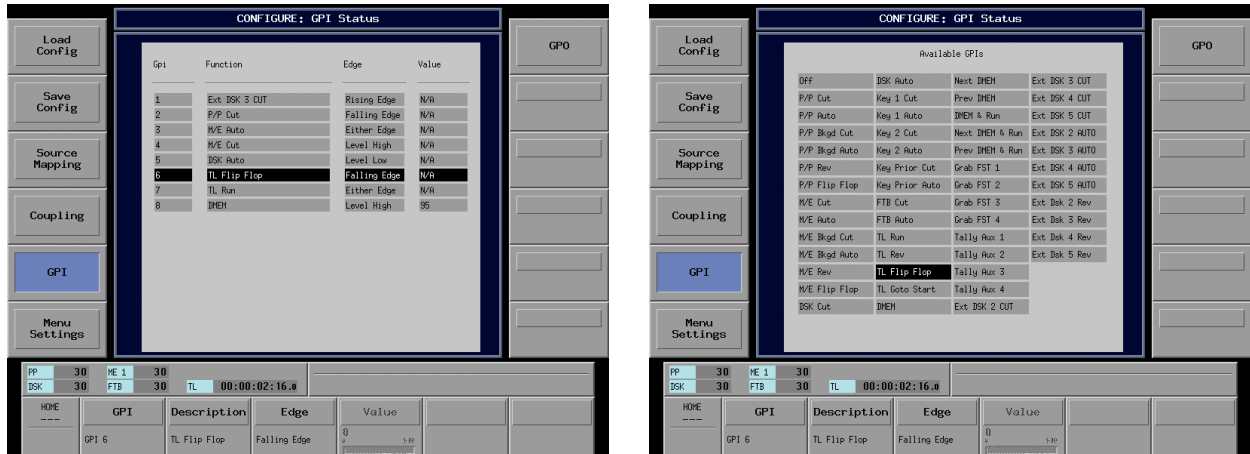 CONFIGURE: GPI Status
Load Config
Save Config
Source Mapping
Coupling
GPI
Menu Settings
GPO
Gpi Function Edge Value
1 Ext DSK 3 CUT Rising Edge N/A
2 P/P Cut Falling Edge N/A
3 M/E Auto Either Edge N/A
4 M/E Cut Level High N/A
5 DSK Auto Level Low N/A
6 TL Flip Flop Falling Edge N/A
7 TL Run Either Edge N/A
8 DMEM Level High 95
PP 30 ME 1 30
DSK 30 FTB 30 TL 00:00:02:16.0
HOME --- GPI Description Edge Value
GPI 6 TL Flip Flop Falling Edge 0
CONFIGURE: GPI Status
Load Config
Save Config
Source Mapping
Coupling
GPI
Menu Settings
GPO
Available GPIs
Off DSK Auto Next DMEM Ext DSK 3 CUT
P/P Cut Key 1 Cut Prev DMEM Ext DSK 4 CUT
P/P Auto Key 1 Auto DMEM & Run Ext DSK 5 CUT
P/P Bkgd Cut Key 2 Cut Next DMEM & Run Ext DSK 2 AUTO
P/P Bkgd Auto Key 2 Auto Prev DMEM & Run Ext DSK 3 AUTO
P/P Rev Key Prior Cut Grab FST 1 Ext DSK 4 AUTO
P/P Flip Flop Key Prior Auto Grab FST 2 Ext DSK 5 AUTO
M/E Cut FTB Cut Grab FST 3 Ext Dsk 2 Rev
M/E Auto FTB Auto Grab FST 4 Ext Dsk 3 Rev
M/E Bkgd Cut TL Run Tally Aux 1 Ext Dsk 4 Rev
M/E Bkgd Auto TL Rev Tally Aux 2 Ext Dsk 5 Rev
M/E Rev TL Flip Flop Tally Aux 3
M/E Flip Flop TL Goto Start Tally Aux 4
DSK Cut DMEM Ext DSK 2 CUT
PP 30 ME 1 30
DSK 30 FTB 30 TL 00:00:02:16.0
HOME --- GPI Description Edge Value
GPI 6 TL Flip Flop Falling Edge 0